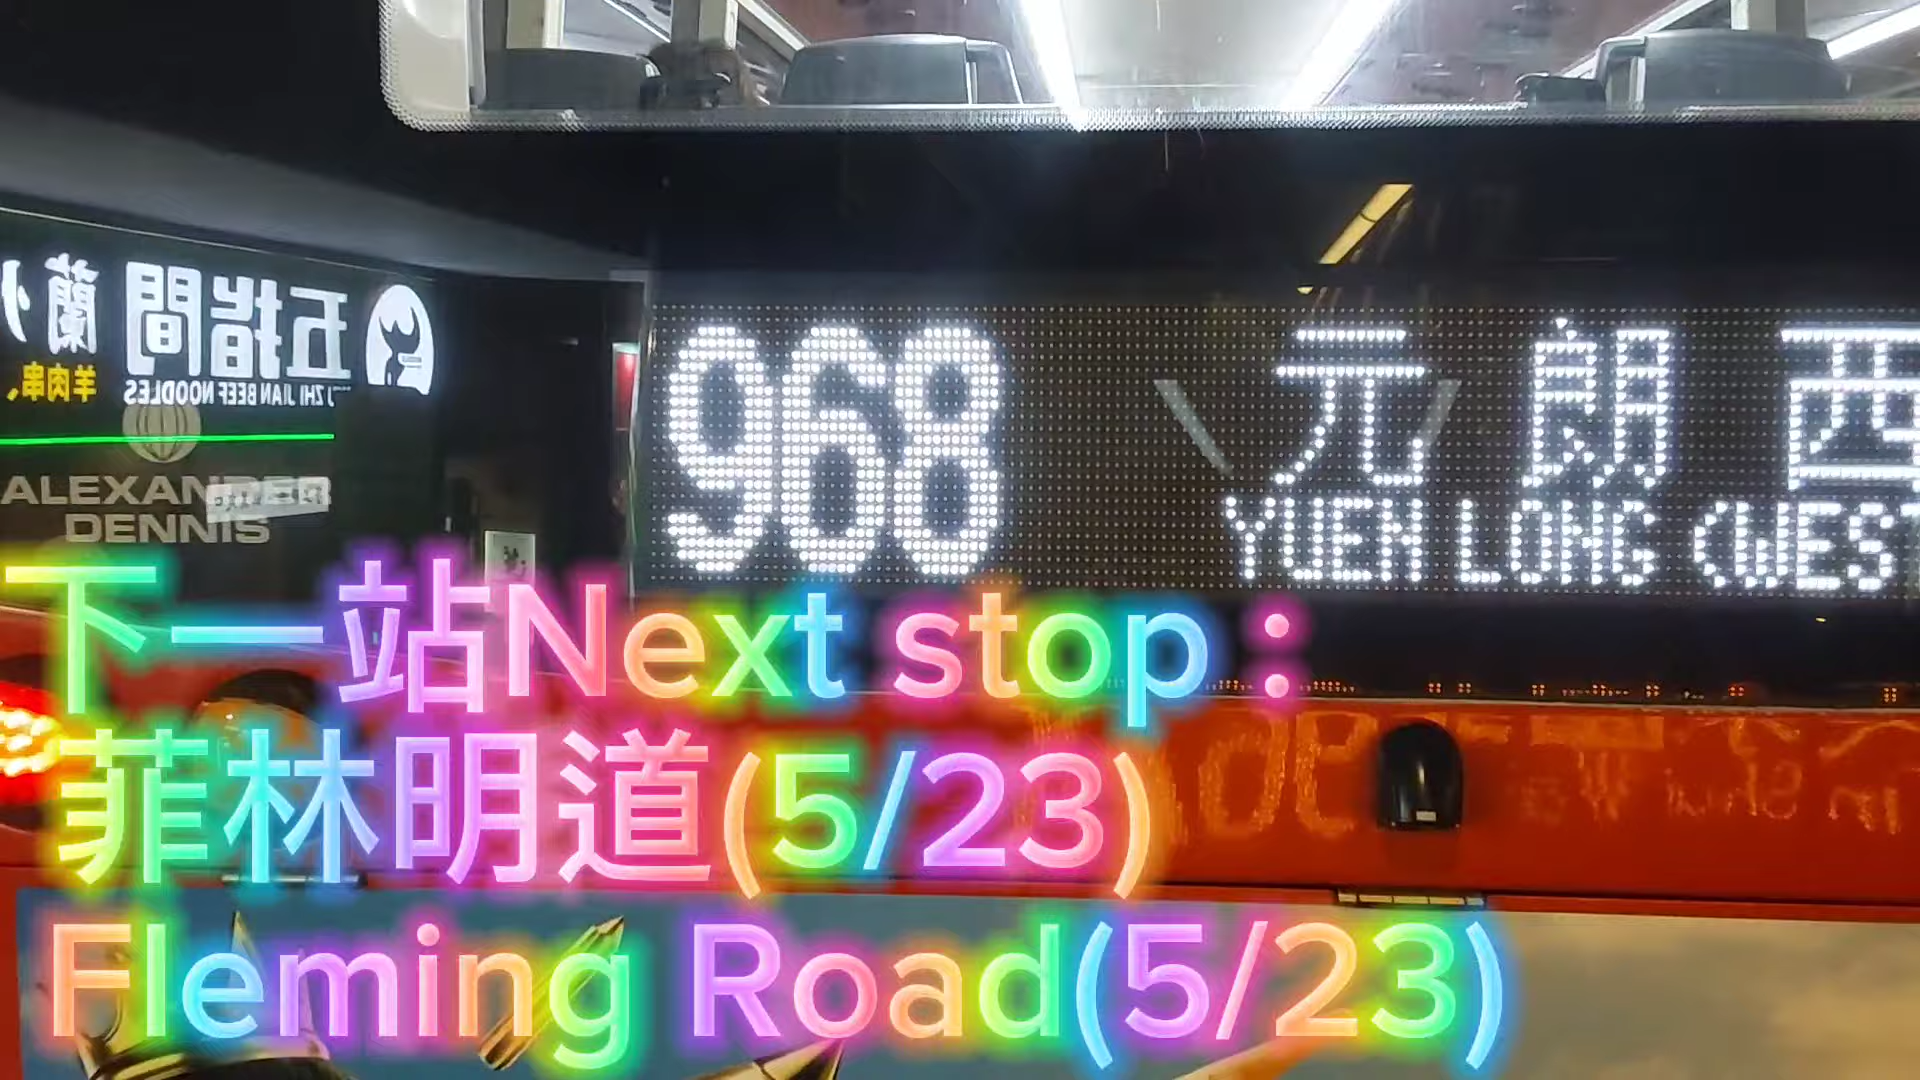 968 元朗西
YUEN LONG (WEST
五指間 蘭
ZHI JIAN BEEF NOODLES
羊肉串、
ALEXANDER
DENNIS
下一站Next stop :
菲林明道(5/23)
Fleming Road(5/23)